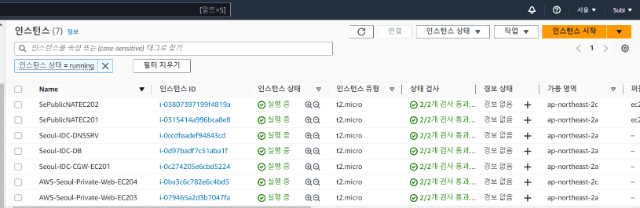 [알트+S]
서울 Subi
인스턴스 (7) 정보
연결 인스턴스 상태 작업 인스턴스 시작
인스턴스를 속성 또는 (case-sensitive) 태그로 찾기
1
인스턴스 상태 = running 필터 지우기
Name 인스턴스 ID 인스턴스 상태 인스턴스 유형 상태 검사 경보 상태 가용 영역 퍼블
SePublicNATEC202 i-03807397199f4819a 실행 중 t2.micro 2/2개 검사 통과... 경보 없음 ap-northeast-2c ec2
SePublicNATEC201 i-0315414a996bca8e8 실행 중 t2.micro 2/2개 검사 통과... 경보 없음 ap-northeast-2a ec2
Seoul-IDC-DNSSRV i-0ccdfeadef94843cd 실행 중 t2.micro 2/2개 검사 통과... 경보 없음 ap-northeast-2a –
Seoul-IDC-DB i-0d97badf7c51aba1f 실행 중 t2.micro 2/2개 검사 통과... 경보 없음 ap-northeast-2a –
Seoul-IDC-CGW-EC201 i-0c274205e6cbd5224 실행 중 t2.micro 2/2개 검사 통과... 경보 없음 ap-northeast-2a –
AWS-Seoul-Private-Web-EC204 i-0ba3c6c782e6c4bd5 실행 중 t2.micro 2/2개 검사 통과... 경보 없음 ap-northeast-2c –
AWS-Seoul-Private-Web-EC203 i-079465a2d3b7047fa 실행 중 t2.micro 2/2개 검사 통과... 경보 없음 ap-northeast-2a –